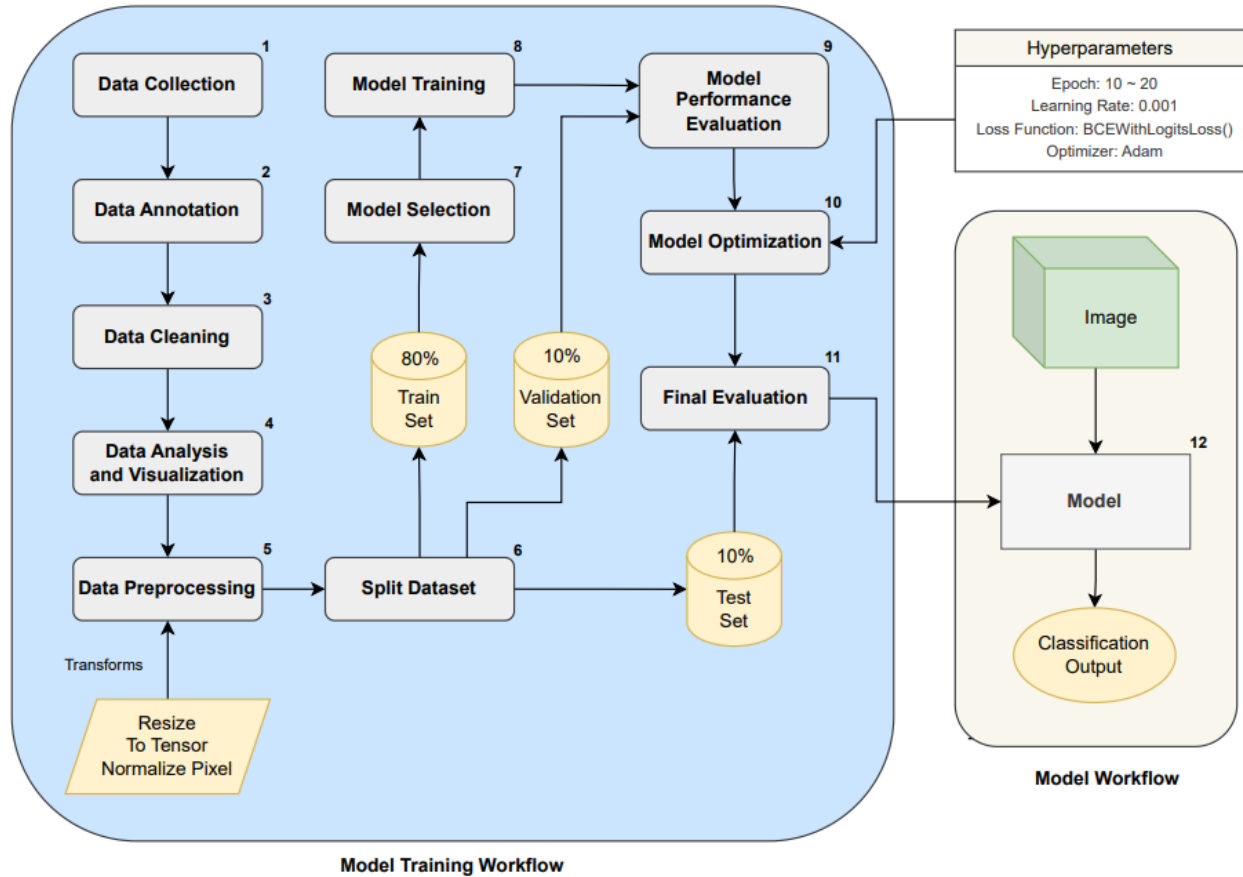 1
Data Collection
2
Data Annotation
3
Data Cleaning
4
Data Analysis
and Visualization
5
Data Preprocessing
Transforms
Resize
To Tensor
Normalize Pixel
6
Split Dataset
80%
Train
Set
10%
Validation
Set
10%
Test
Set
7
Model Selection
8
Model Training
9
Model
Performance
Evaluation
10
Model Optimization
11
Final Evaluation
Model Training Workflow
Hyperparameters
Epoch: 10 ~ 20
Learning Rate: 0.001
Loss Function: BCEWithLogitsLoss()
Optimizer: Adam
Image
12
Model
Classification
Output
Model Workflow